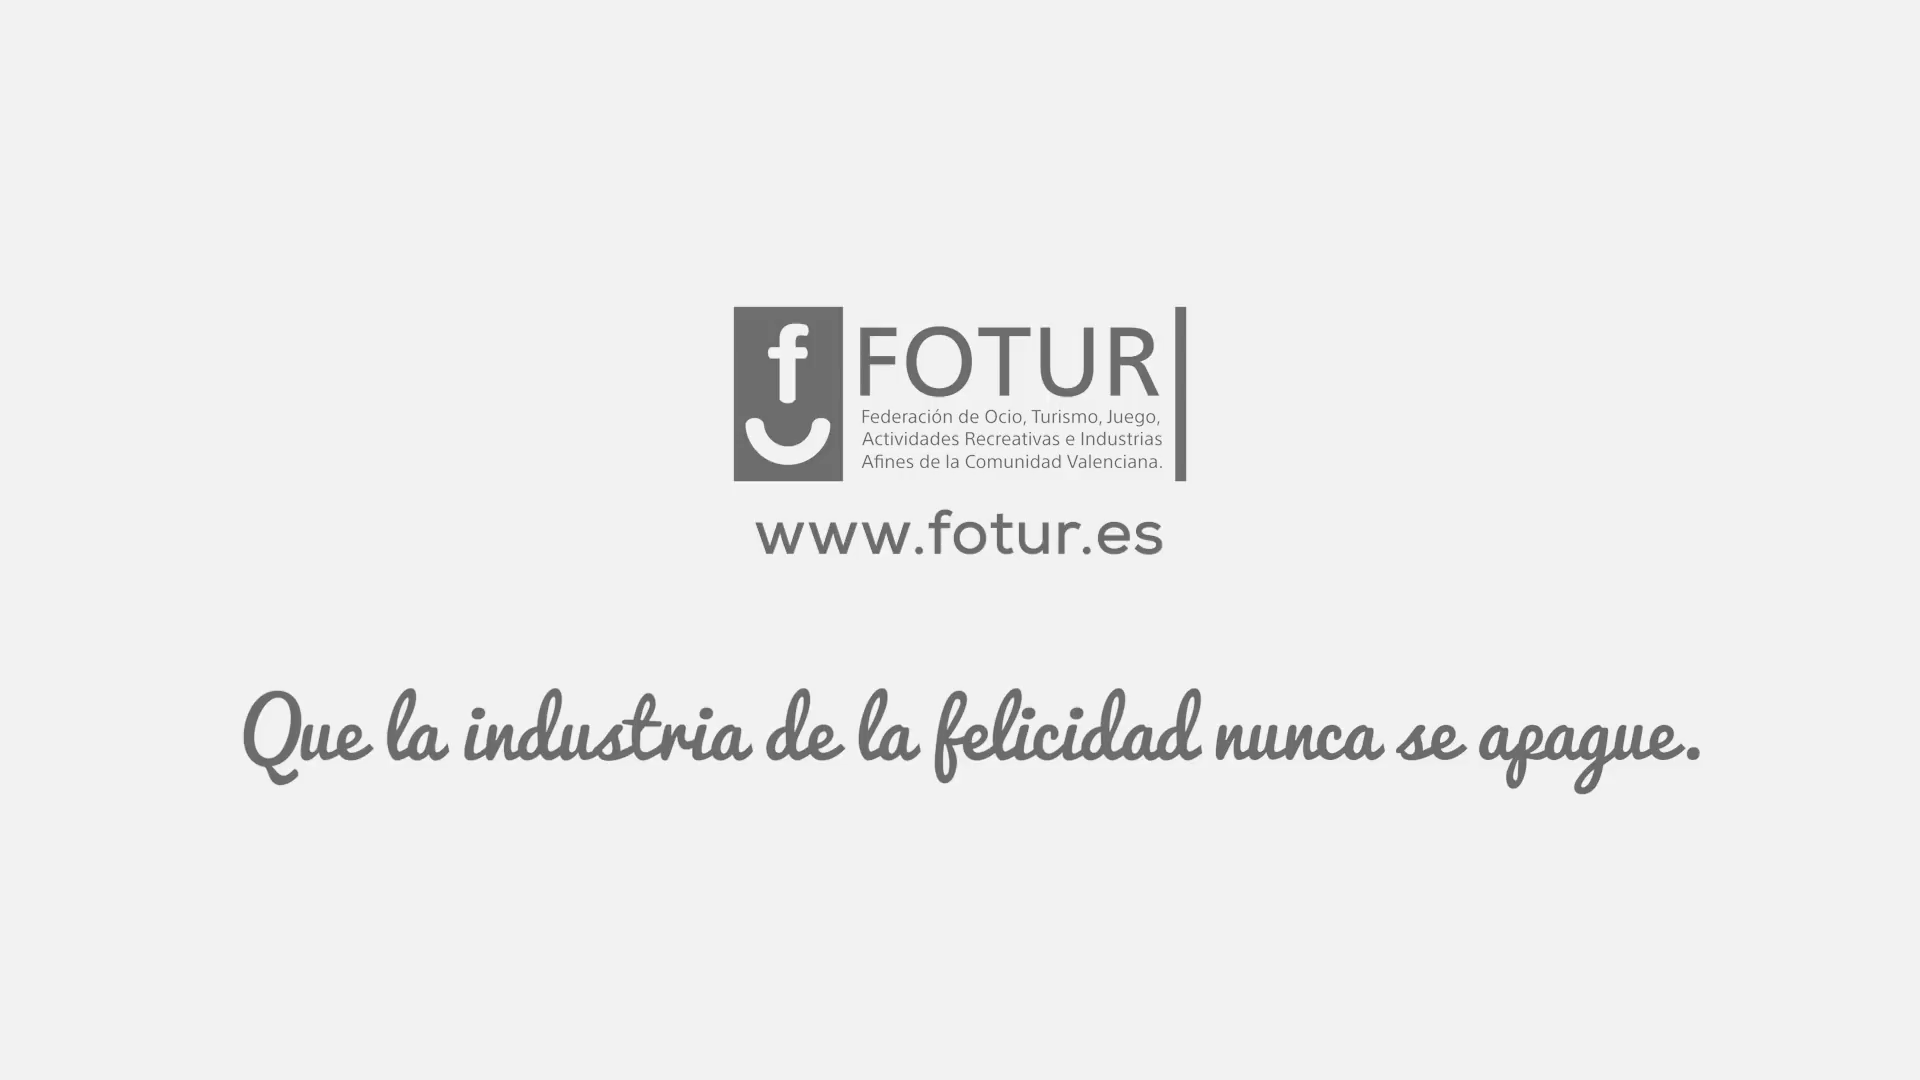 f
FOTUR
Federación de Ocio, Turismo, Juego,
Actividades Recreativas e Industrias
Afines de la Comunidad Valenciana.
www.fotur.es
Que la industria de la felicidad nunca se apague.